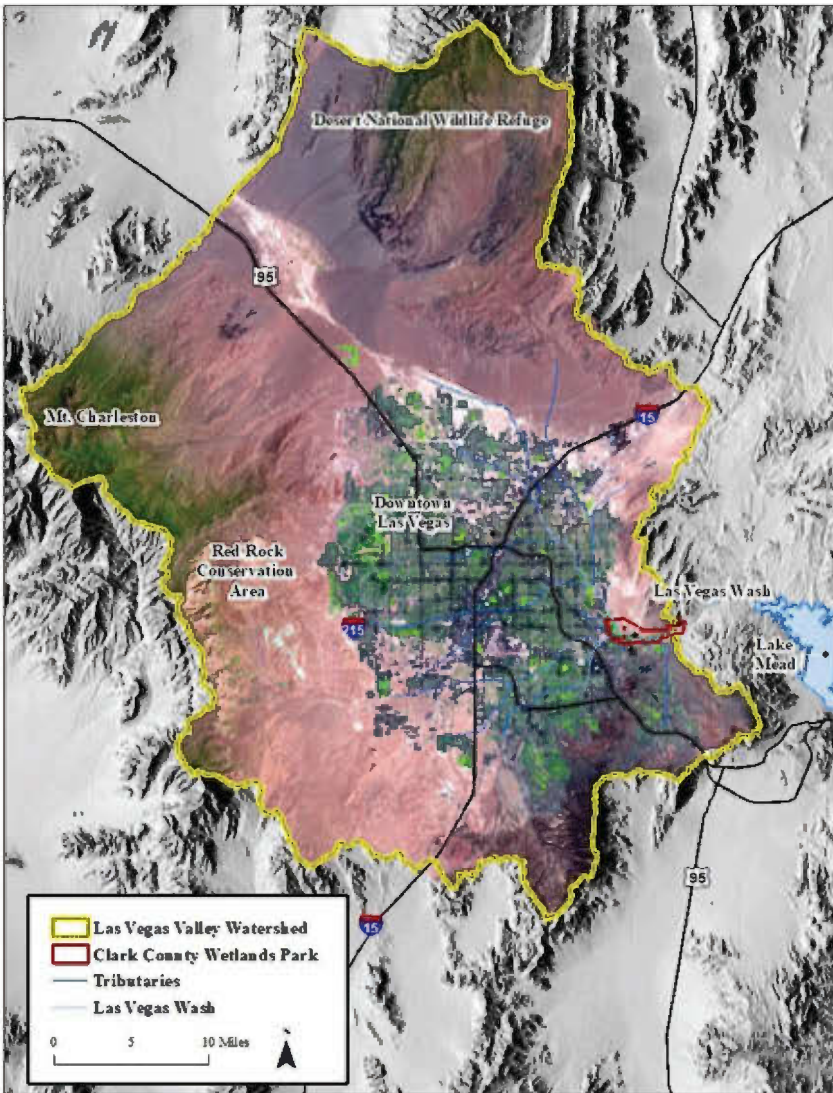 Desert National Wildlife Refuge
95
Mt. Charleston
15
Downtown
Las Vegas
Red Rock
Conservation
Area
Las Vegas Wash
215
Lake
Mead
95
15
Las Vegas Valley Watershed
Clark County Wetlands Park
Tributaries
Las Vegas Wash
0 5 10 Miles